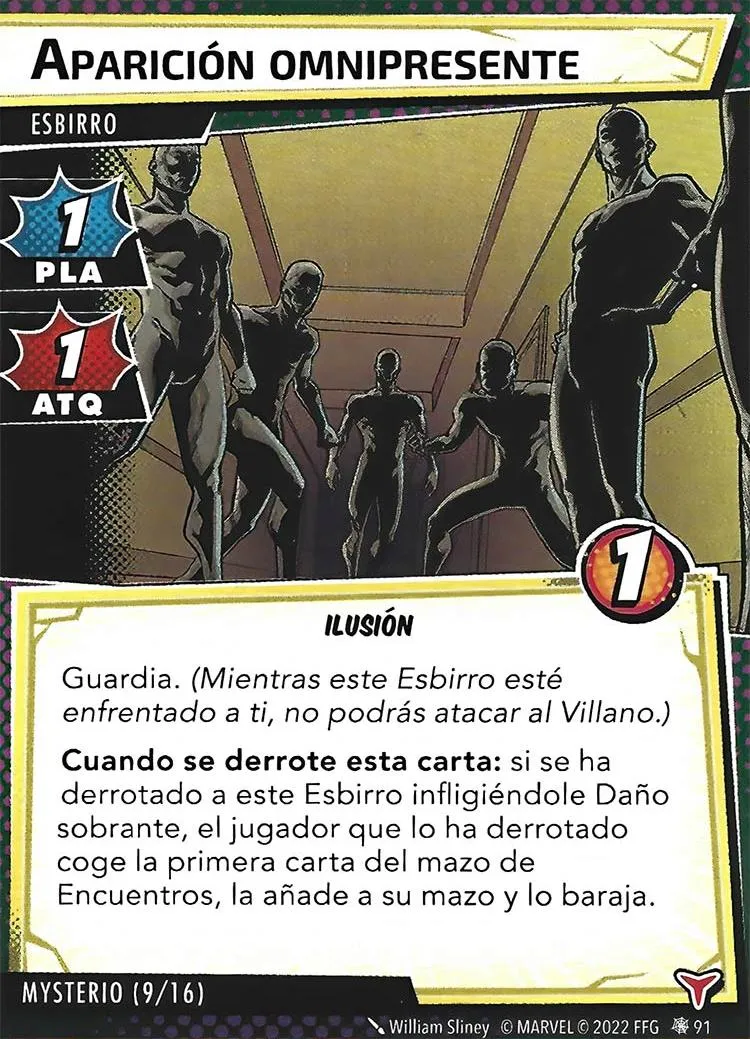 APARICIÓN OMNIPRESENTE
ESBIRRO
1
PLA
1
ATQ
1
ILUSIÓN
Guardia. (Mientras este Esbirro esté
enfrentado a ti, no podrás atacar al Villano.)
Cuando se derrote esta carta: si se ha
derrotado a este Esbirro infligiéndole Daño
sobrante, el jugador que lo ha derrotado
coge la primera carta del mazo de
Encuentros, la añade a su mazo y lo baraja.
MYSTERIO (9/16)
William Sliney © MARVEL © 2022 FFG 91